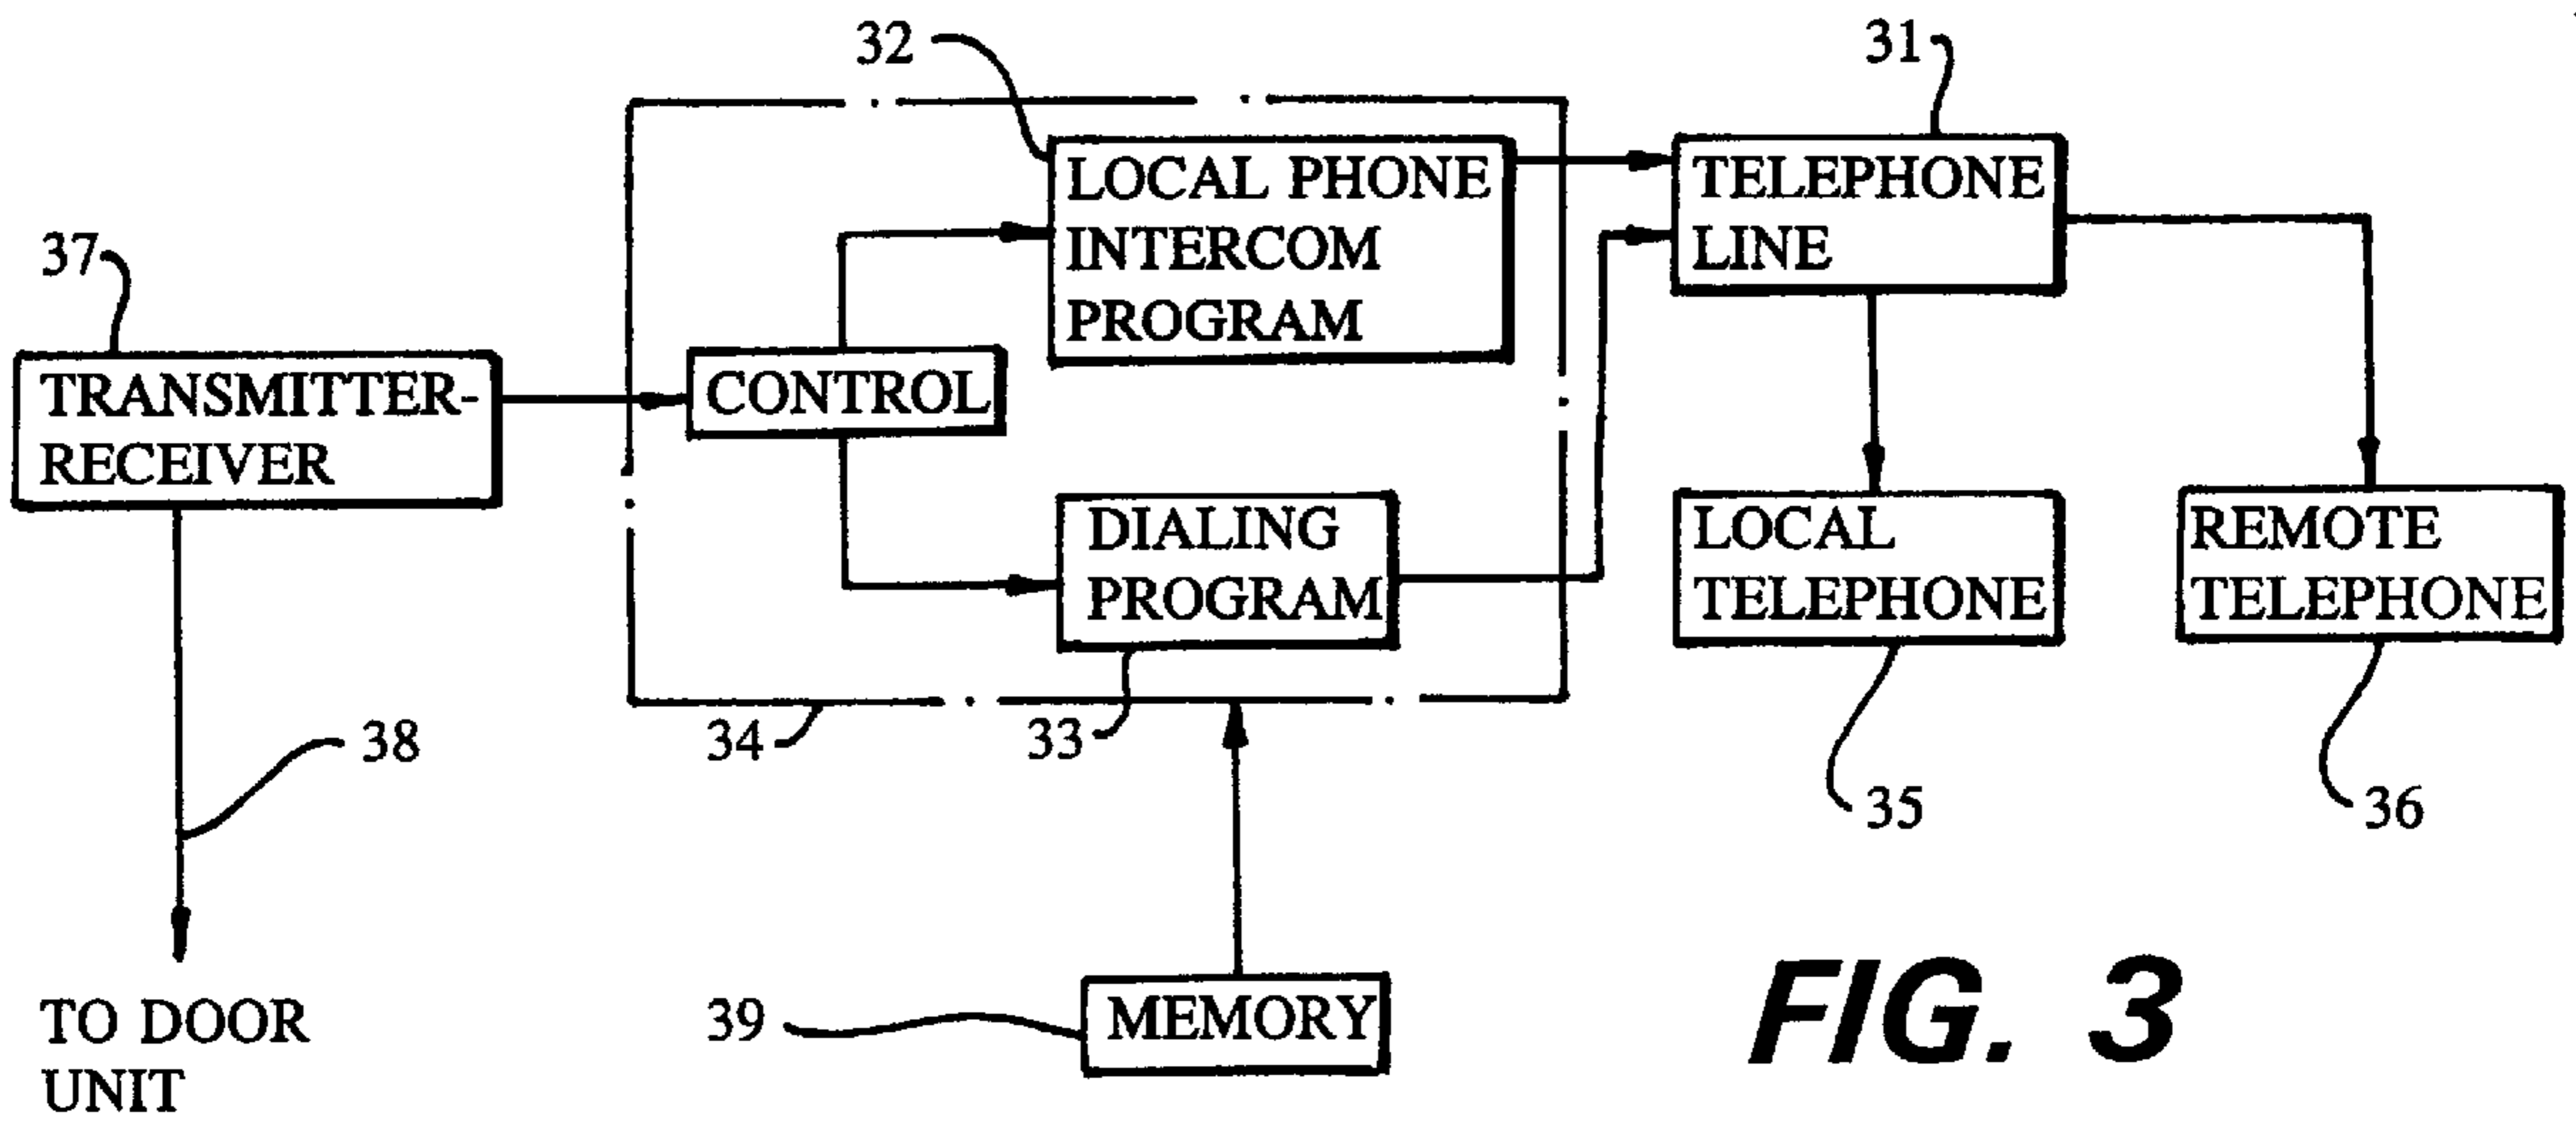 32
31
LOCAL PHONE
INTERCOM
PROGRAM
TELEPHONE
LINE
37
TRANSMITTER-
RECEIVER
CONTROL
DIALING
PROGRAM
LOCAL
TELEPHONE
REMOTE
TELEPHONE
38
34
33
35
36
39
MEMORY
TO DOOR
UNIT
FIG. 3